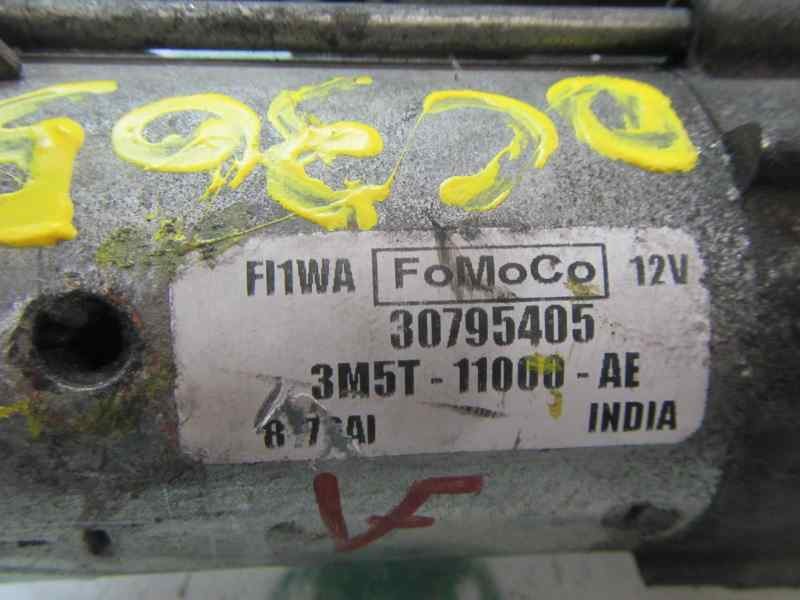 FI1WA FoMoCo 12V
30795405
3M5T-11000-AE
INDIA